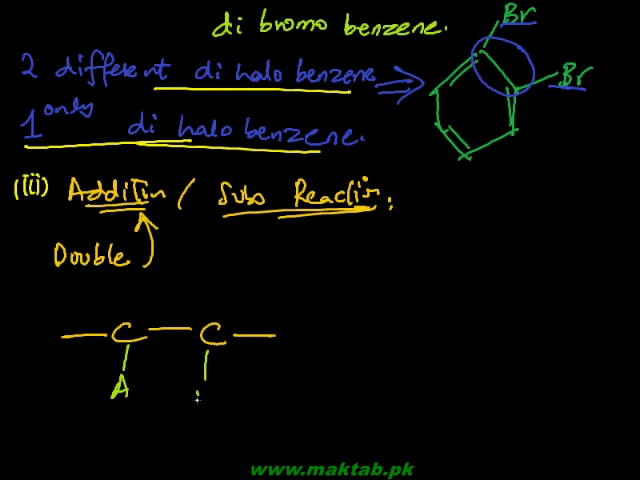 di bromo benzene.
Br
2 different di halo benzene
Br
1 only di halo benzene.
(iii) Addition / Subs Reaction.
Double
C C
A
www.maktab.pk